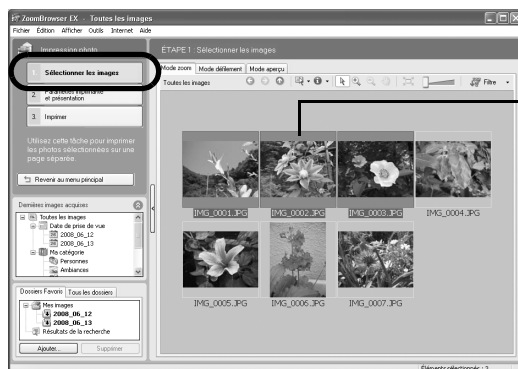 ZoomBrowser EX - Toutes les images
Fichier Édition Afficher Outils Internet Aide
Impression photo
1. Sélectionner les images
2. Paramètres imprimante
et présentation
3. Imprimer
Utilisez cette tâche pour imprimer
les photos sélectionnées sur une
page séparée.
Revenir au menu principal
Dernières images acquises
Toutes les images
Date de prise de vue
2008_06_12
2008_06_13
Ma catégorie
Personnes
Ambiances
Dossiers Favoris Tous les dossiers
Mes images
2008_06_12
2008_06_13
Résultats de la recherche
Ajouter... Supprimer
ÉTAPE 1 : Sélectionner les images
Mode zoom Mode défilement Mode aperçu
Toutes les images Filtre
IMG_0001.JPG IMG_0002.JPG IMG_0003.JPG IMG_0004.JPG
IMG_0005.JPG IMG_0006.JPG IMG_0007.JPG
Éléments sélectionnés : 3